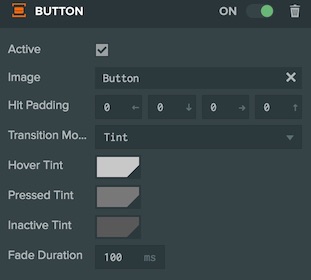 BUTTON ON
Active
Image Button
Hit Padding 0 ← 0 ↓ 0 → 0 ↑
Transition Mo... Tint
Hover Tint
Pressed Tint
Inactive Tint
Fade Duration 100 ms